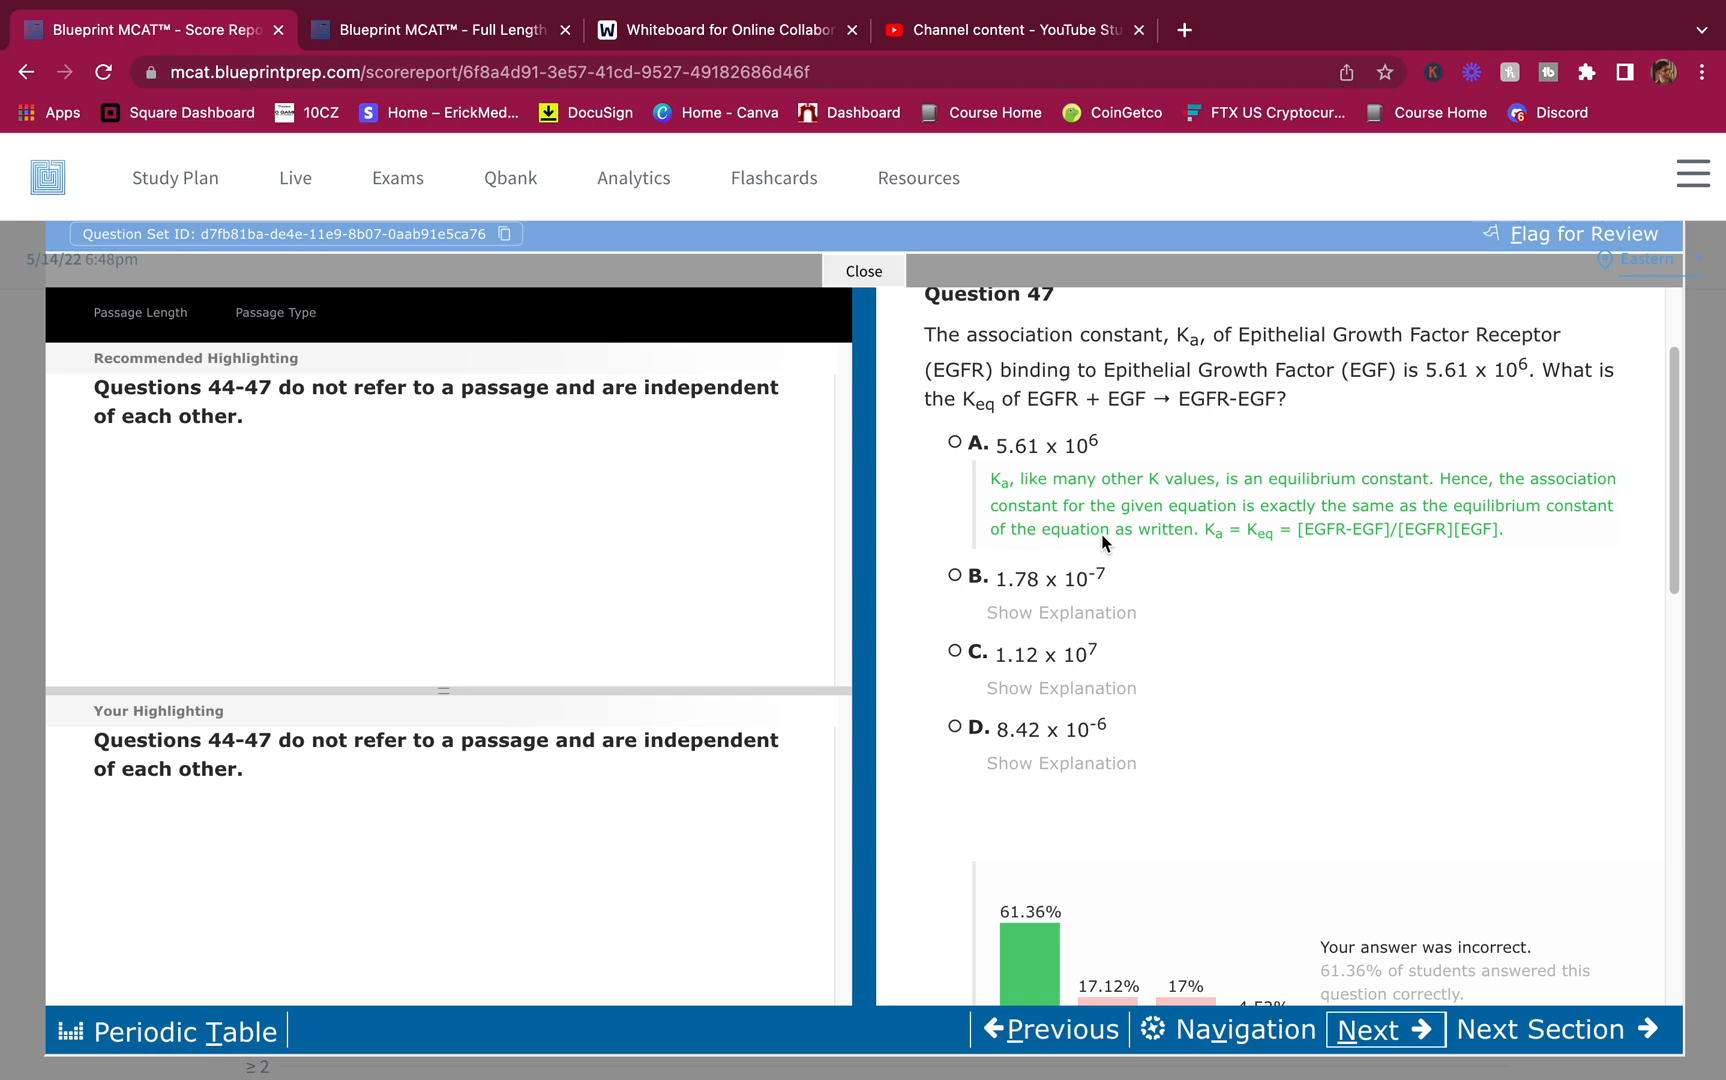 Blueprint MCAT™ - Score Repo
Blueprint MCAT™ - Full Length
Whiteboard for Online Collabor
Channel content - YouTube Stu
mcat.blueprintprep.com/scorereport/6f8a4d91-3e57-41cd-9527-49182686d46f
Apps
Square Dashboard
10CZ
Home – ErickMed...
DocuSign
Home - Canva
Dashboard
Course Home
CoinGetco
FTX US Cryptocur...
Course Home
Discord
Study Plan
Live
Exams
Qbank
Analytics
Flashcards
Resources
Question Set ID: d7fb81ba-de4e-11e9-8b07-0aab91e5ca76
Flag for Review
5/14/22 6:48pm
Eastern
Close
Passage Length
Passage Type
Recommended Highlighting
Questions 44-47 do not refer to a passage and are independent
of each other.
Your Highlighting
Questions 44-47 do not refer to a passage and are independent
of each other.
Question 47
The association constant, Ka, of Epithelial Growth Factor Receptor
(EGFR) binding to Epithelial Growth Factor (EGF) is 5.61 x 10⁶. What is
the Keq of EGFR + EGF → EGFR-EGF?
A. 5.61 x 10⁶
Ka, like many other K values, is an equilibrium constant. Hence, the association
constant for the given equation is exactly the same as the equilibrium constant
of the equation as written. Ka = Keq = [EGFR-EGF]/[EGFR][EGF].
B. 1.78 x 10⁻⁷
Show Explanation
C. 1.12 x 10⁷
Show Explanation
D. 8.42 x 10⁻⁶
Show Explanation
61.36%
17.12%
17%
Your answer was incorrect.
61.36% of students answered this
question correctly.
Periodic Table
Previous
Navigation
Next
Next Section
≥ 2